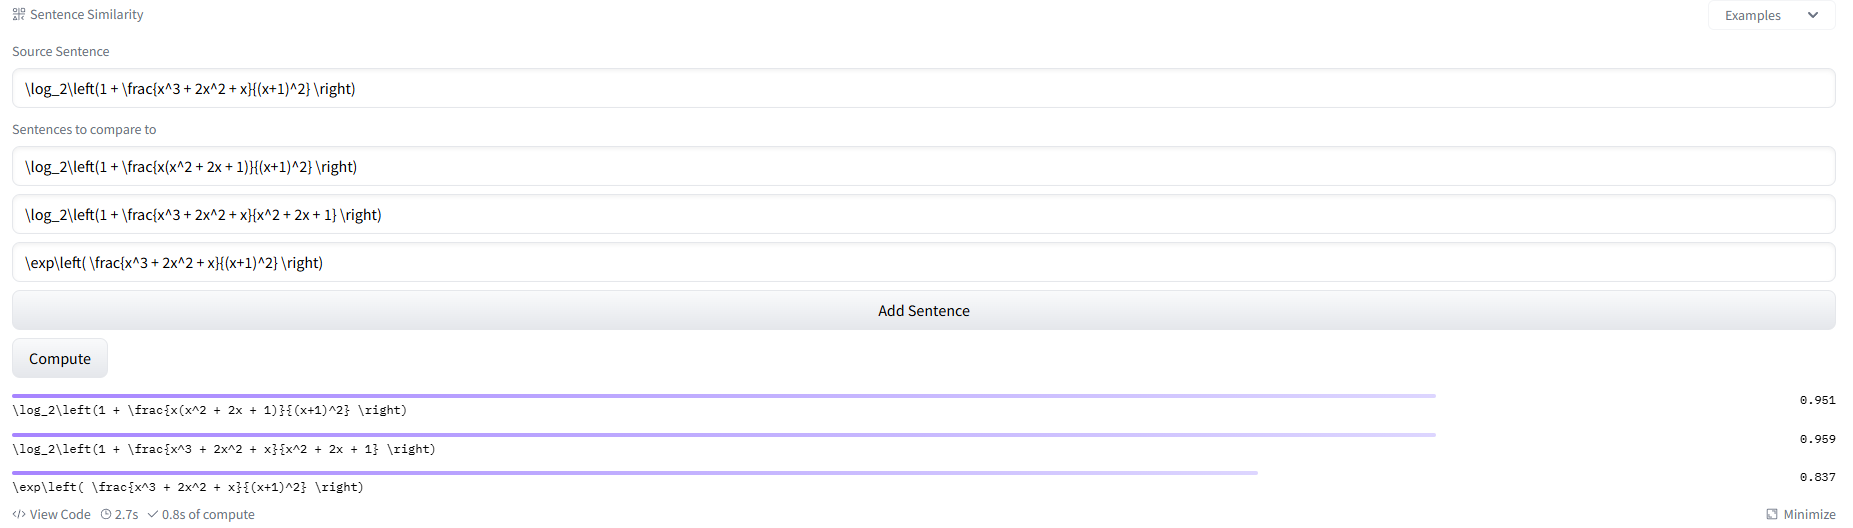 Sentence Similarity
Examples
Source Sentence
\log_2\left(1 + \frac{x^3 + 2x^2 + x}{(x+1)^2} \right)
Sentences to compare to
\log_2\left(1 + \frac{x(x^2 + 2x + 1)}{(x+1)^2} \right)
\log_2\left(1 + \frac{x^3 + 2x^2 + x}{x^2 + 2x + 1} \right)
\exp\left( \frac{x^3 + 2x^2 + x}{(x+1)^2} \right)
Add Sentence
Compute
0.951
\log_2\left(1 + \frac{x(x^2 + 2x + 1)}{(x+1)^2} \right)
0.959
\log_2\left(1 + \frac{x^3 + 2x^2 + x}{x^2 + 2x + 1} \right)
0.837
\exp\left( \frac{x^3 + 2x^2 + x}{(x+1)^2} \right)
</> View Code 2.7s 0.8s of compute
Minimize